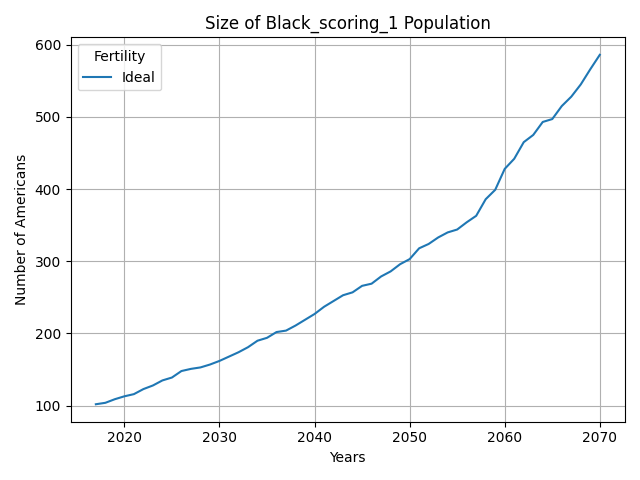 Size of Black_scoring_1 Population
Fertility
Ideal
Number of Americans
600
500
400
300
200
100
2020 2030 2040 2050 2060 2070
Years